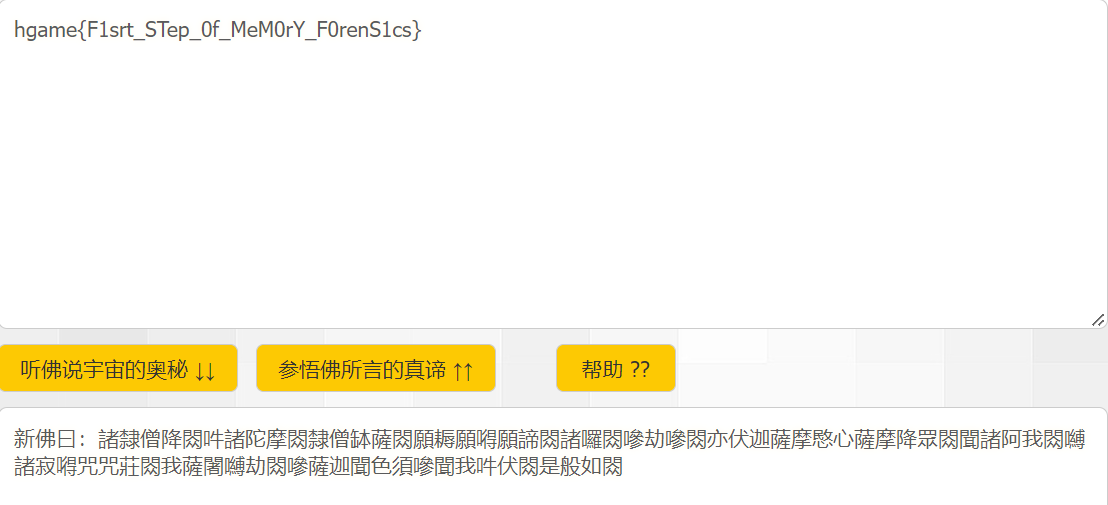 hgame{F1srt_STep_0f_MeM0rY_F0renS1cs}
听佛说宇宙的奥秘 ↓↓ 参悟佛所言的真谛 ↑↑ 帮助 ??
新佛曰：諸隸僧降閦吽諸陀摩閦隸僧缽薩閦願耨願嘚願諦閦諸囉閦嘇劫嘇閦亦伏迦薩摩愍心薩摩降眾閦聞諸阿我閦嚩
諸寂嘚咒咒莊閦我薩闍嚩劫閦嘇薩迦聞色須嘇聞我吽伏閦是般如閦